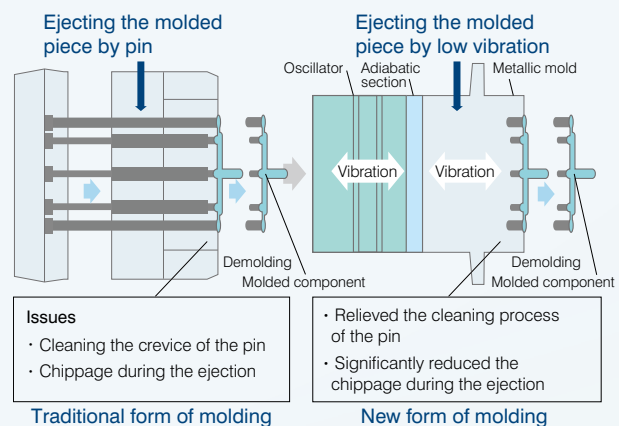 Ejecting the molded
piece by pin
Ejecting the molded
piece by low vibration
Oscillator
Adiabatic
section
Metallic mold
Vibration
Vibration
Demolding
Molded component
Demolding
Molded component
Issues
・Cleaning the crevice of the pin
・Chippage during the ejection
・Relieved the cleaning process
of the pin
・Significantly reduced the
chippage during the ejection
Traditional form of molding
New form of molding